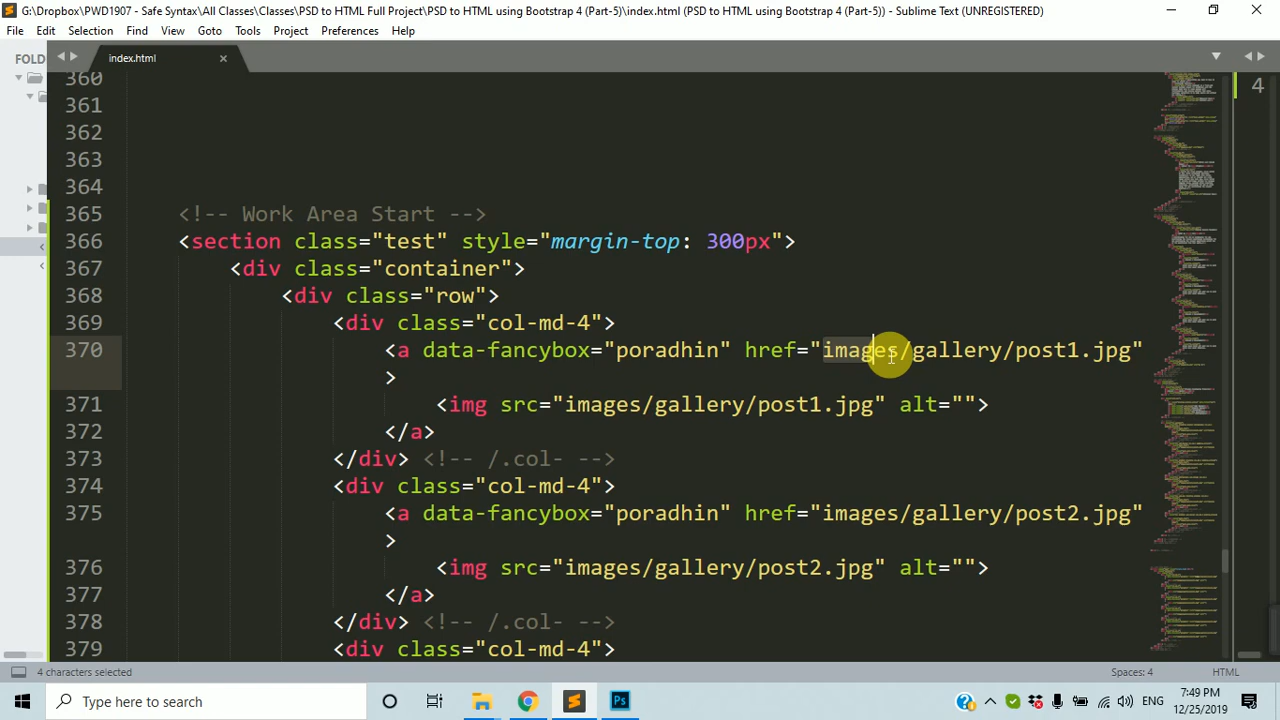 G:\Dropbox\PWD1907 - Safe Syntax\All Classes\Classes\PSD to HTML Full Project\PSD to HTML using Bootstrap 4 (Part-5)\index.html (PSD to HTML using Bootstrap 4 (Part-5)) - Sublime Text (UNREGISTERED)
File Edit Selection Find View Goto Tools Project Preferences Help
FOLD
index.html
4
360
361
362
363
364
365 <!-- Work Area Start -->
366 <section class="test" style="margin-top: 300px">
367 <div class="container">
368 <div class="row">
369 <div class="col-md-4">
370 <a data-fancybox="poradhin" href="images/gallery/post1.jpg"
>
371 <img src="images/gallery/post1.jpg" alt="">
372 </a>
373 </div> <!-- .col- -->
374 <div class="col-md-4">
375 <a data-fancybox="poradhin" href="images/gallery/post2.jpg"
>
376 <img src="images/gallery/post2.jpg" alt="">
377 </a>
378 </div> <!-- .col- -->
379 <div class="col-md-4">
4 characters selected Spaces: 4 HTML
Type here to search
ENG
7:49 PM
12/25/2019